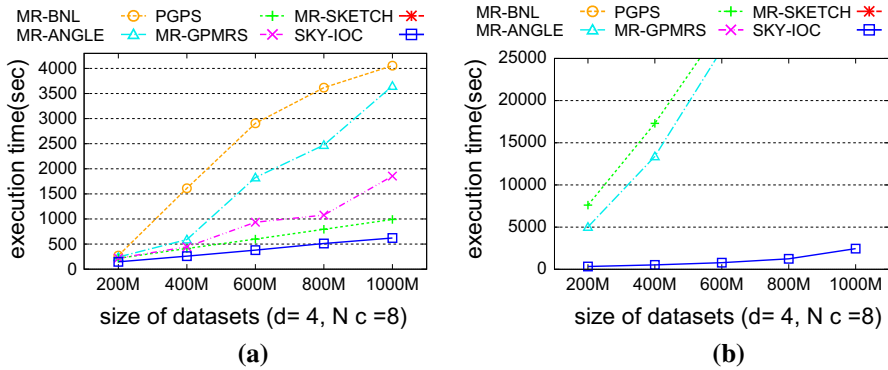 MR-BNL PGPS MR-SKETCH
MR-ANGLE MR-GPMRS SKY-IOC
execution time(sec)
4000
3500
3000
2500
2000
1500
1000
500
0
200M 400M 600M 800M 1000M
size of datasets (d= 4, N c =8)
(a)
MR-BNL PGPS MR-SKETCH
MR-ANGLE MR-GPMRS SKY-IOC
execution time(sec)
25000
20000
15000
10000
5000
0
200M 400M 600M 800M 1000M
size of datasets (d= 4, N c =8)
(b)